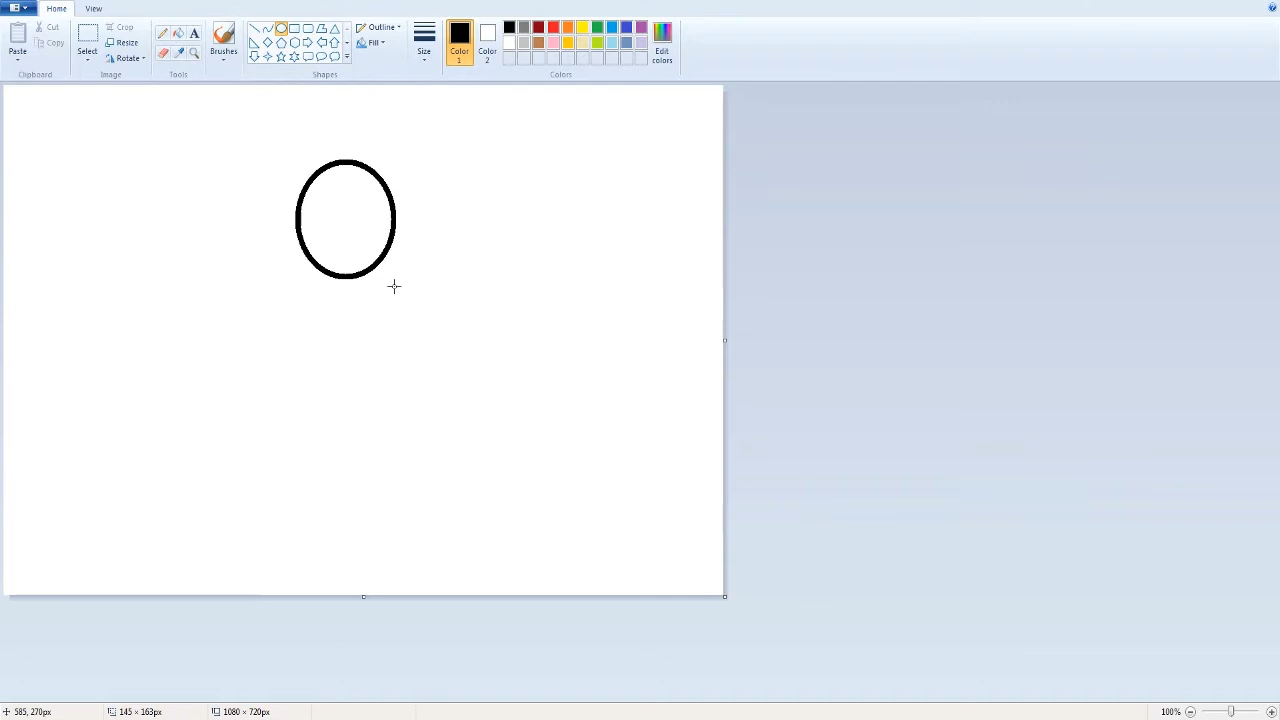 Home View
Cut
Copy
Paste
Clipboard
Crop
Resize
Rotate
Select
Image
A
Tools
Brushes
Outline
Fill
Shapes
Size
Color 1
Color 2
Edit colors
Colors
585, 270px 145 × 163px 1080 × 720px 100%